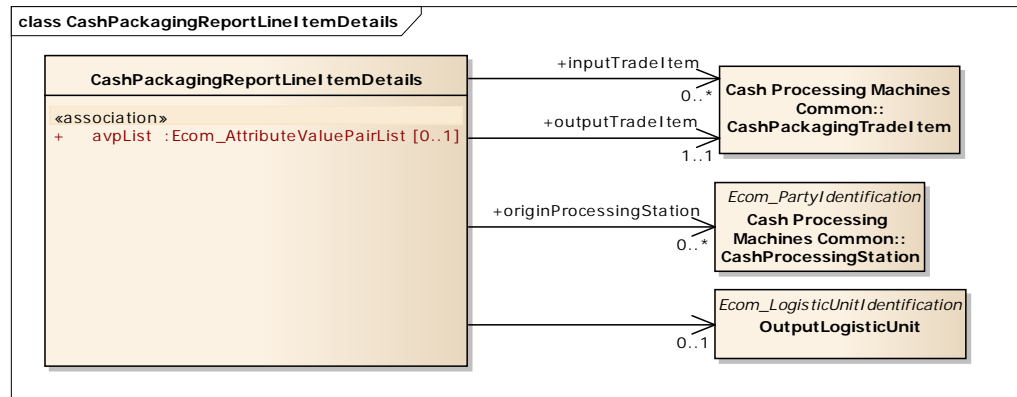 class CashPackagingReportLineItemDetails
CashPackagingReportLineItemDetails
«association»
+ avpList :Ecom_AttributeValuePairList [0..1]
+inputTradeItem
0..*
+outputTradeItem
1..1
Cash Processing Machines
Common::
CashPackagingTradeItem
+originProcessingStation
0..*
Ecom_PartyIdentification
Cash Processing
Machines Common::
CashProcessingStation
0..1
Ecom_LogisticUnitIdentification
OutputLogisticUnit